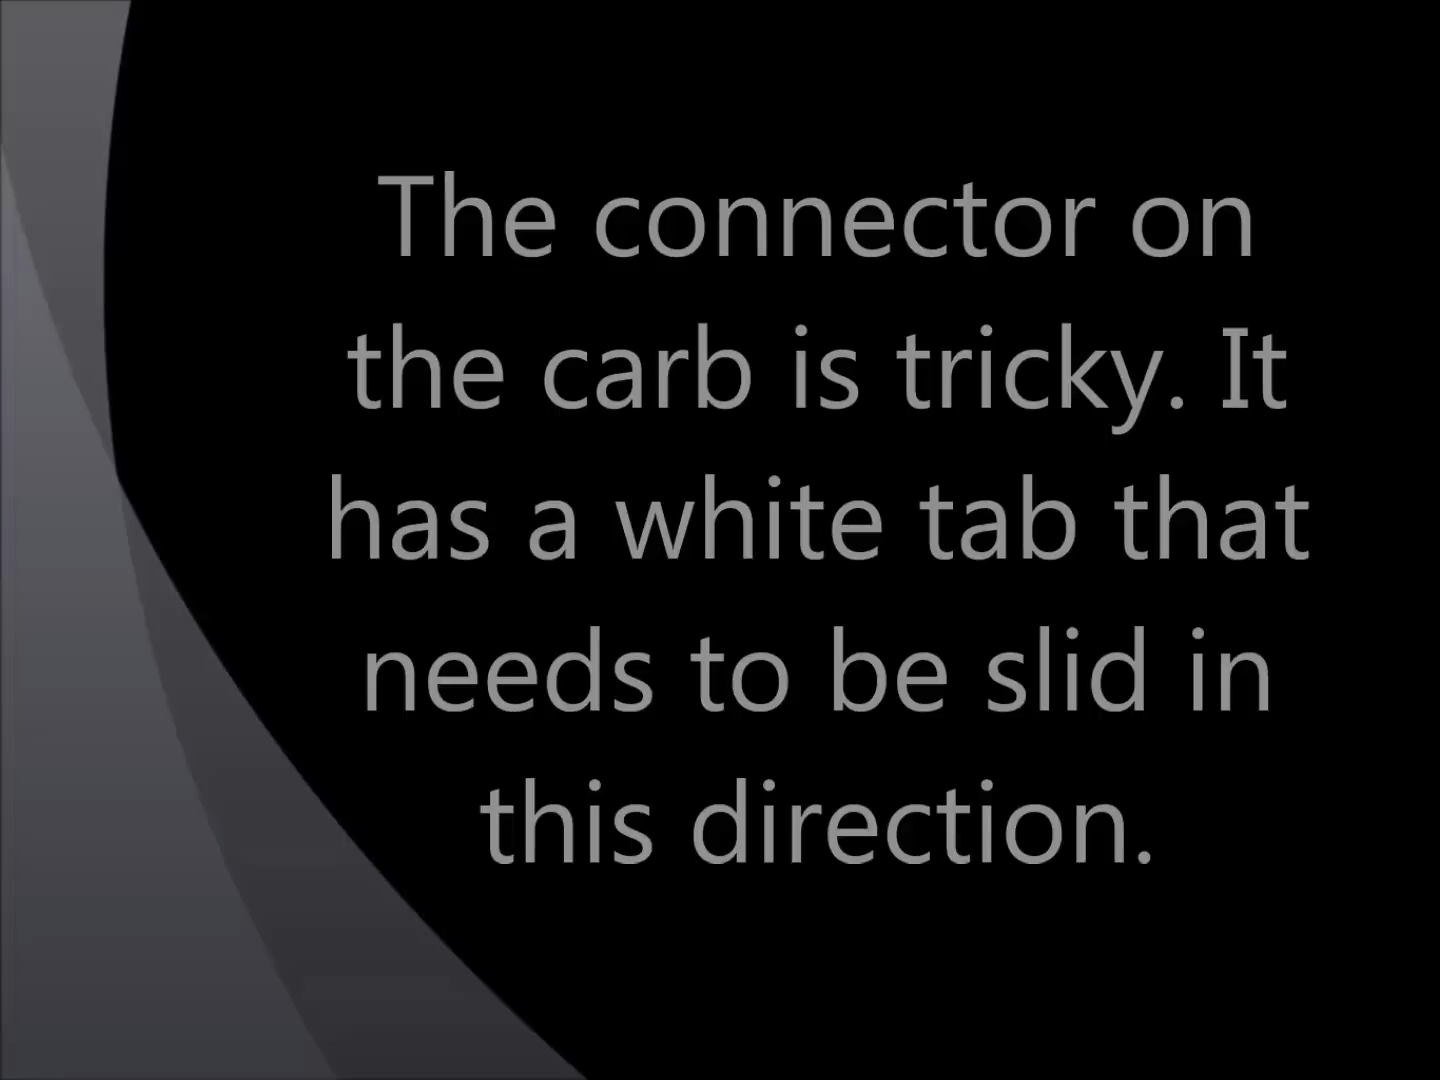 The connector on
the carb is tricky. It
has a white tab that
needs to be slid in
this direction.